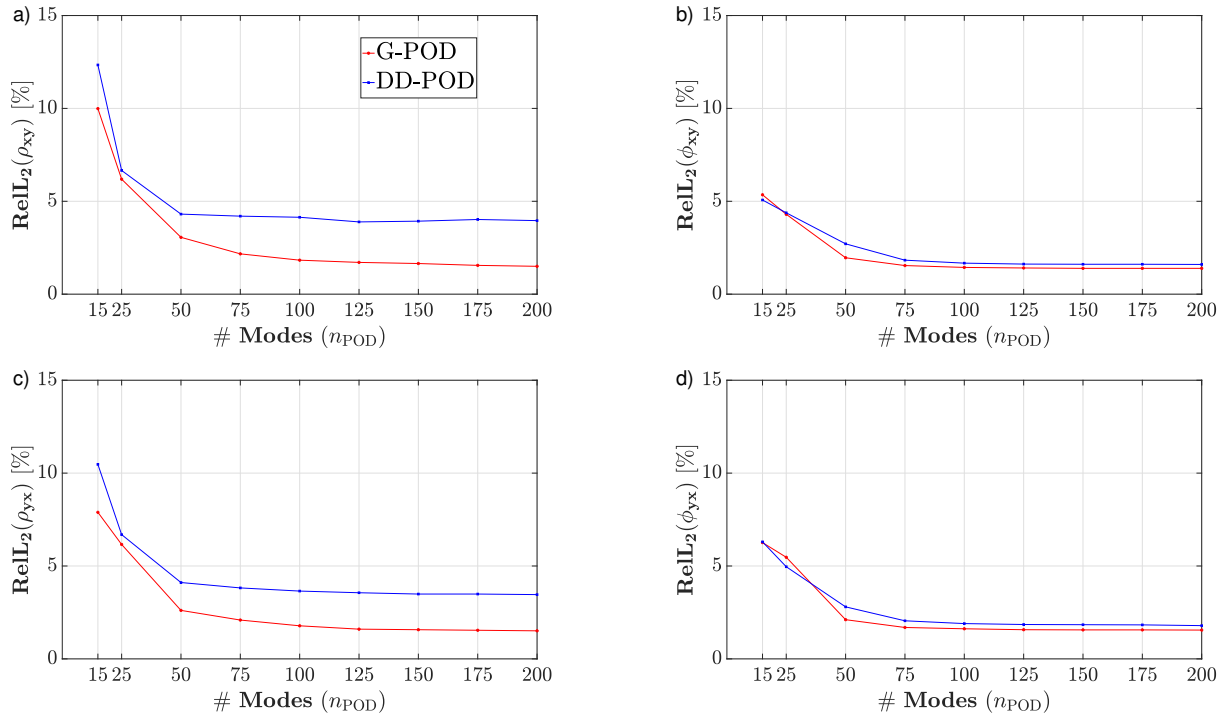 a)
15
10
5
0
RelL₂(ρxy) [%]
G-POD
DD-POD
15 25 50 75 100 125 150 175 200
# Modes (nPOD)
b)
15
10
5
0
RelL₂(ϕxy) [%]
15 25 50 75 100 125 150 175 200
# Modes (nPOD)
c)
15
10
5
0
RelL₂(ρyx) [%]
15 25 50 75 100 125 150 175 200
# Modes (nPOD)
d)
15
10
5
0
RelL₂(ϕyx) [%]
15 25 50 75 100 125 150 175 200
# Modes (nPOD)